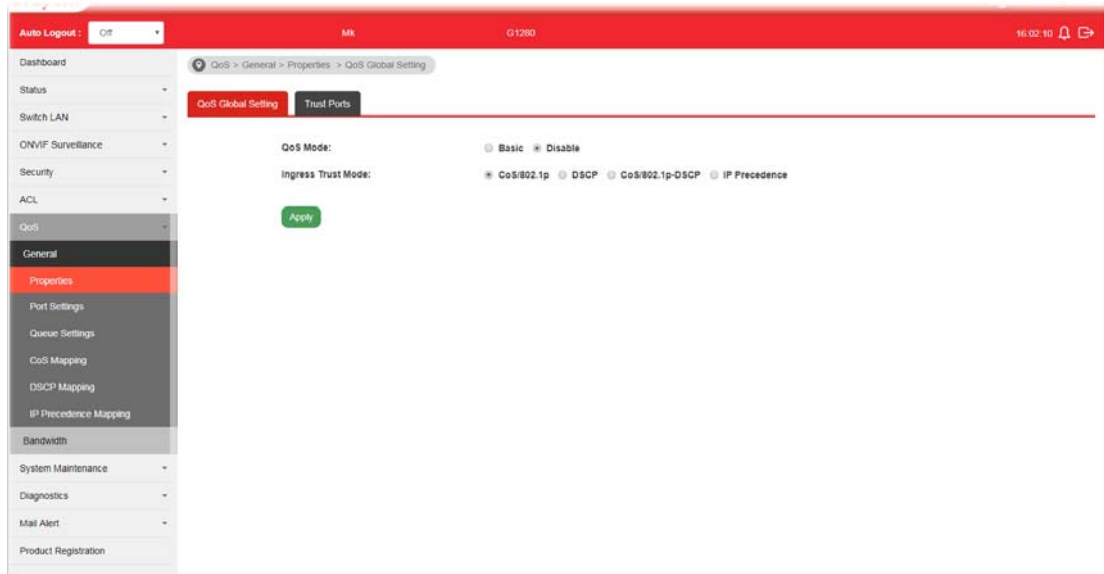 Auto Logout : Off Mk G1280 16:02:10
Dashboard
QoS > General > Properties > QoS Global Setting
Status
QoS Global Setting Trust Ports
Switch LAN
ONVIF Surveillance
QoS Mode: Basic Disable
Security
Ingress Trust Mode: CoS/802.1p DSCP CoS/802.1p-DSCP IP Precedence
ACL
Apply
QoS
General
Properties
Port Settings
Queue Settings
CoS Mapping
DSCP Mapping
IP Precedence Mapping
Bandwidth
System Maintenance
Diagnostics
Mail Alert
Product Registration